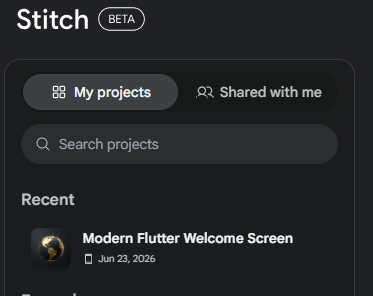 Stitch BETA
My projects Shared with me
Search projects
Recent
Modern Flutter Welcome Screen
Jun 23, 2026